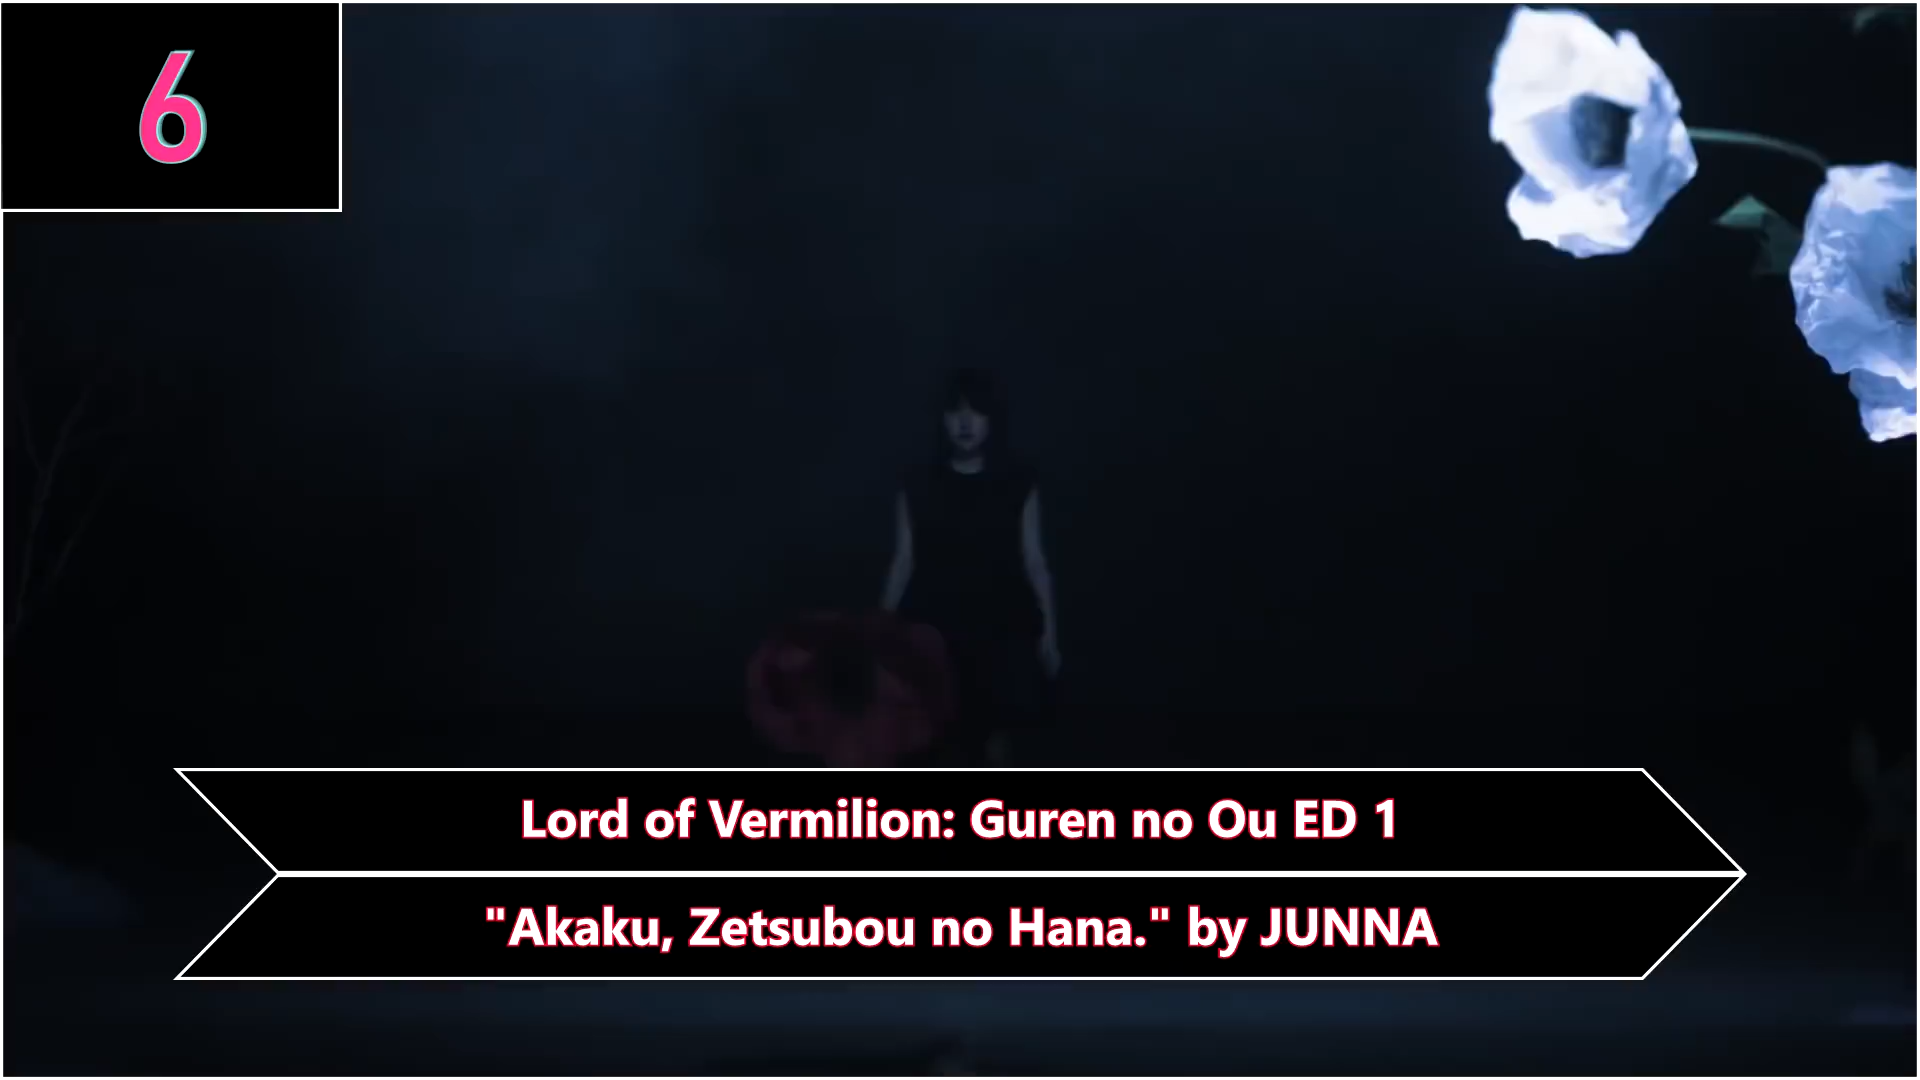 6
Lord of Vermilion: Guren no Ou ED 1
"Akaku, Zetsubou no Hana." by JUNNA